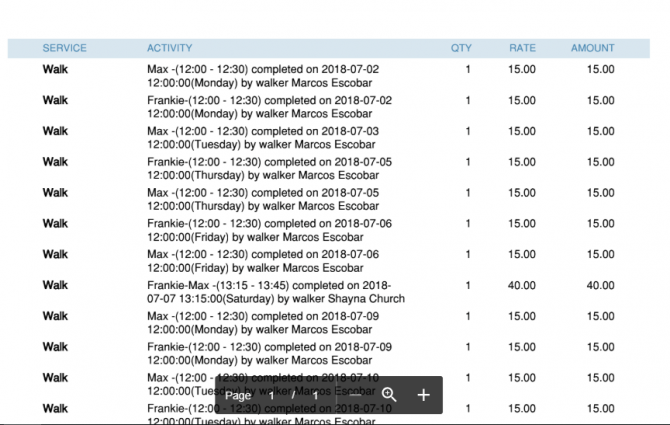 SERVICE ACTIVITY QTY RATE AMOUNT
Walk Max -(12:00 - 12:30) completed on 2018-07-02 1 15.00 15.00
12:00:00(Monday) by walker Marcos Escobar
Walk Frankie-(12:00 - 12:30) completed on 2018-07-02 1 15.00 15.00
12:00:00(Monday) by walker Marcos Escobar
Walk Max -(12:00 - 12:30) completed on 2018-07-03 1 15.00 15.00
12:00:00(Tuesday) by walker Marcos Escobar
Walk Frankie-(12:00 - 12:30) completed on 2018-07-05 1 15.00 15.00
12:00:00(Thursday) by walker Marcos Escobar
Walk Max -(12:00 - 12:30) completed on 2018-07-05 1 15.00 15.00
12:00:00(Thursday) by walker Marcos Escobar
Walk Frankie-(12:00 - 12:30) completed on 2018-07-06 1 15.00 15.00
12:00:00(Friday) by walker Marcos Escobar
Walk Max -(12:00 - 12:30) completed on 2018-07-06 1 15.00 15.00
12:00:00(Friday) by walker Marcos Escobar
Walk Frankie-Max -(13:15 - 13:45) completed on 2018- 1 40.00 40.00
07-07 13:15:00(Saturday) by walker Shayna Church
Walk Max -(12:00 - 12:30) completed on 2018-07-09 1 15.00 15.00
12:00:00(Monday) by walker Marcos Escobar
Walk Frankie-(12:00 - 12:30) completed on 2018-07-09 1 15.00 15.00
12:00:00(Monday) by walker Marcos Escobar
Walk Max -(12:00 - 12:30) completed on 2018-07-10 1 15.00 15.00
12:00:00(Tuesday) by walker Marcos Escobar
Page 1 / 1
Walk Frankie-(12:00 - 12:30) completed on 2018-07-10 1 15.00 15.00
12:00:00(Tuesday) by walker Marcos Escobar